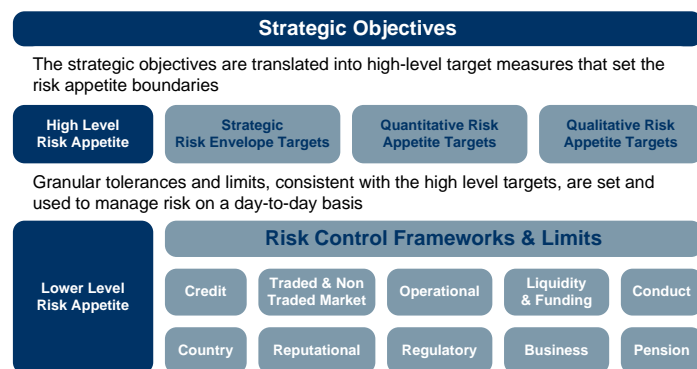 Strategic Objectives
The strategic objectives are translated into high-level target measures that set the
risk appetite boundaries
High Level
Risk Appetite
Strategic
Risk Envelope Targets
Quantitative Risk
Appetite Targets
Qualitative Risk
Appetite Targets
Granular tolerances and limits, consistent with the high level targets, are set and
used to manage risk on a day-to-day basis
Lower Level
Risk Appetite
Risk Control Frameworks & Limits
Credit
Traded & Non
Traded Market
Operational
Liquidity
& Funding
Conduct
Country
Reputational
Regulatory
Business
Pension